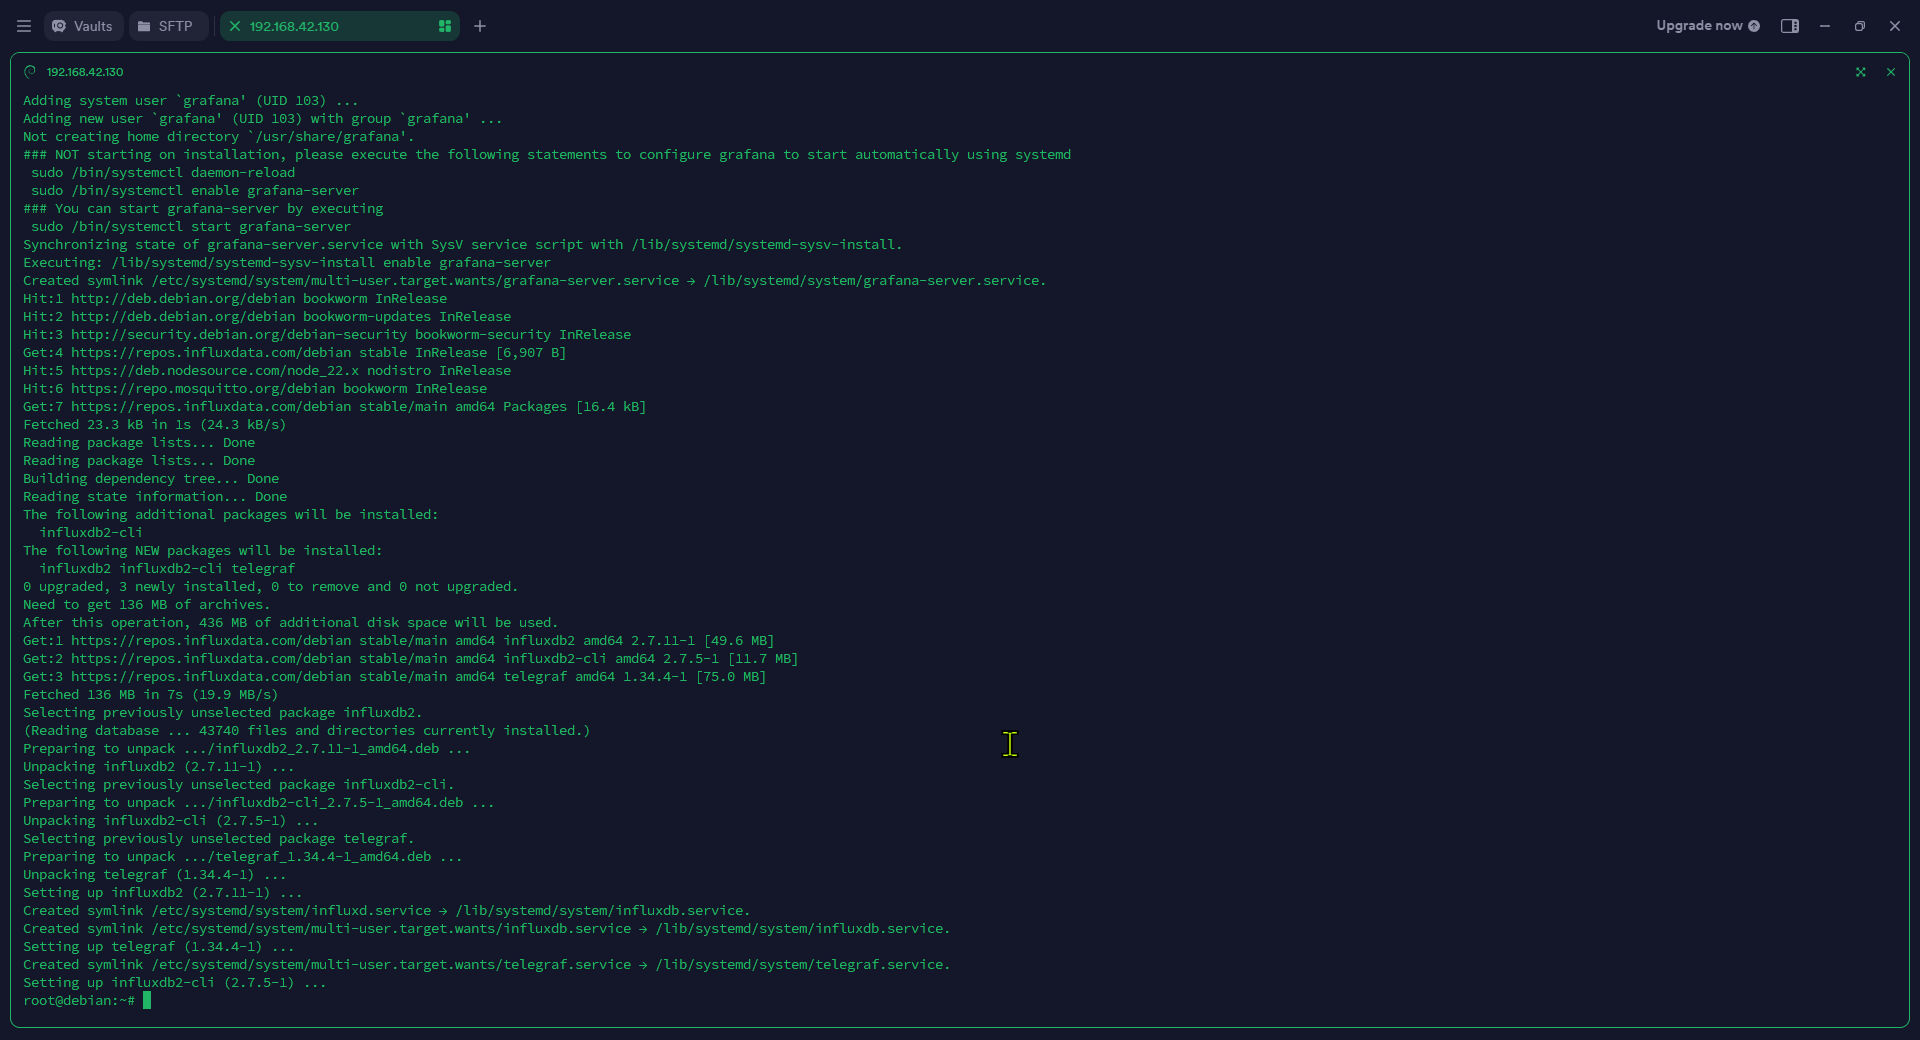 Vaults
SFTP
192.168.42.130
Upgrade now
192.168.42.130
Adding system user `grafana' (UID 103) ...
Adding new user `grafana' (UID 103) with group `grafana' ...
Not creating home directory `/usr/share/grafana'.
### NOT starting on installation, please execute the following statements to configure grafana to start automatically using systemd
 sudo /bin/systemctl daemon-reload
 sudo /bin/systemctl enable grafana-server
### You can start grafana-server by executing
 sudo /bin/systemctl start grafana-server
Synchronizing state of grafana-server.service with SysV service script with /lib/systemd/systemd-sysv-install.
Executing: /lib/systemd/systemd-sysv-install enable grafana-server
Created symlink /etc/systemd/system/multi-user.target.wants/grafana-server.service → /lib/systemd/system/grafana-server.service.
Hit:1 http://deb.debian.org/debian bookworm InRelease
Hit:2 http://deb.debian.org/debian bookworm-updates InRelease
Hit:3 http://security.debian.org/debian-security bookworm-security InRelease
Get:4 https://repos.influxdata.com/debian stable InRelease [6,907 B]
Hit:5 https://deb.nodesource.com/node_22.x nodistro InRelease
Hit:6 https://repo.mosquitto.org/debian bookworm InRelease
Get:7 https://repos.influxdata.com/debian stable/main amd64 Packages [16.4 kB]
Fetched 23.3 kB in 1s (24.3 kB/s)
Reading package lists... Done
Reading package lists... Done
Building dependency tree... Done
Reading state information... Done
The following additional packages will be installed:
  influxdb2-cli
The following NEW packages will be installed:
  influxdb2 influxdb2-cli telegraf
0 upgraded, 3 newly installed, 0 to remove and 0 not upgraded.
Need to get 136 MB of archives.
After this operation, 436 MB of additional disk space will be used.
Get:1 https://repos.influxdata.com/debian stable/main amd64 influxdb2 amd64 2.7.11-1 [49.6 MB]
Get:2 https://repos.influxdata.com/debian stable/main amd64 influxdb2-cli amd64 2.7.5-1 [11.7 MB]
Get:3 https://repos.influxdata.com/debian stable/main amd64 telegraf amd64 1.34.4-1 [75.0 MB]
Fetched 136 MB in 7s (19.9 MB/s)
Selecting previously unselected package influxdb2.
(Reading database ... 43740 files and directories currently installed.)
Preparing to unpack .../influxdb2_2.7.11-1_amd64.deb ...
Unpacking influxdb2 (2.7.11-1) ...
Selecting previously unselected package influxdb2-cli.
Preparing to unpack .../influxdb2-cli_2.7.5-1_amd64.deb ...
Unpacking influxdb2-cli (2.7.5-1) ...
Selecting previously unselected package telegraf.
Preparing to unpack .../telegraf_1.34.4-1_amd64.deb ...
Unpacking telegraf (1.34.4-1) ...
Setting up influxdb2 (2.7.11-1) ...
Created symlink /etc/systemd/system/influxd.service → /lib/systemd/system/influxdb.service.
Created symlink /etc/systemd/system/multi-user.target.wants/influxdb.service → /lib/systemd/system/influxdb.service.
Setting up telegraf (1.34.4-1) ...
Created symlink /etc/systemd/system/multi-user.target.wants/telegraf.service → /lib/systemd/system/telegraf.service.
Setting up influxdb2-cli (2.7.5-1) ...
root@debian:~#